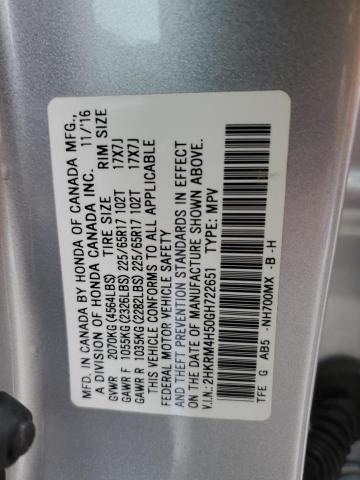 MFD. IN CANADA BY HONDA OF CANADA MFG.,
A DIVISION OF HONDA CANADA INC. 11/16
TIRE SIZE RIM SIZE
GVWR 2070KG(4564LBS)
GAWR F 1055KG(2326LBS) 225/65R17 102T 17X7J
GAWR R 1035KG(2282LBS) 225/65R17 102T 17X7J
THIS VEHICLE CONFORMS TO ALL APPLICABLE
FEDERAL MOTOR VEHICLE SAFETY
AND THEFT PREVENTION STANDARDS IN EFFECT
ON THE DATE OF MANUFACTURE SHOWN ABOVE.
V.I.N.:2HKRM4H50GH722651 TYPE: MPV
TFE G AB5 -NH700MX -B -H